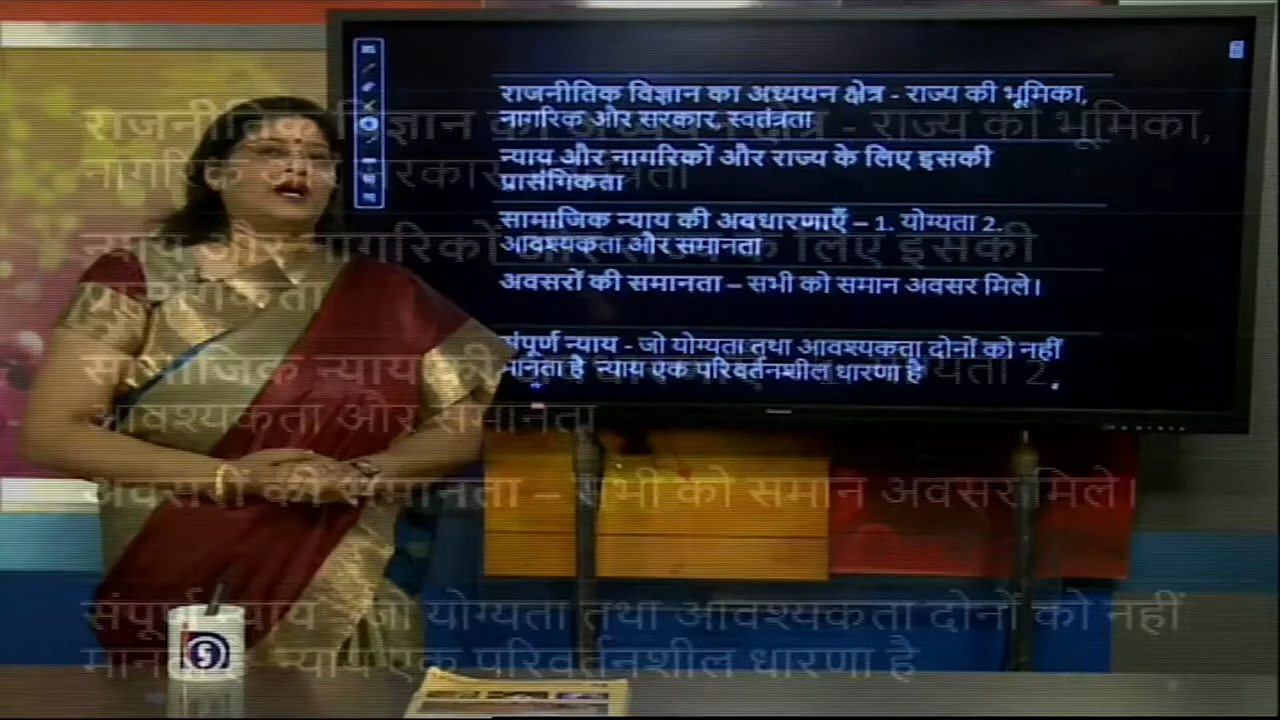 राजनीतिक विज्ञान का अध्ययन क्षेत्र - राज्य की भूमिका,
नागरिक और सरकार, स्वतंत्रता
न्याय और नागरिकों और राज्य के लिए इसकी
प्रासंगिकता
सामाजिक न्याय की अवधारणाएँ – 1. योग्यता 2.
आवश्यकता और समानता
अवसरों की समानता – सभी को समान अवसर मिले।
संपूर्ण न्याय - जो योग्यता तथा आवश्यकता दोनों को नहीं
मानता है न्याय एक परिवर्तनशील धारणा है